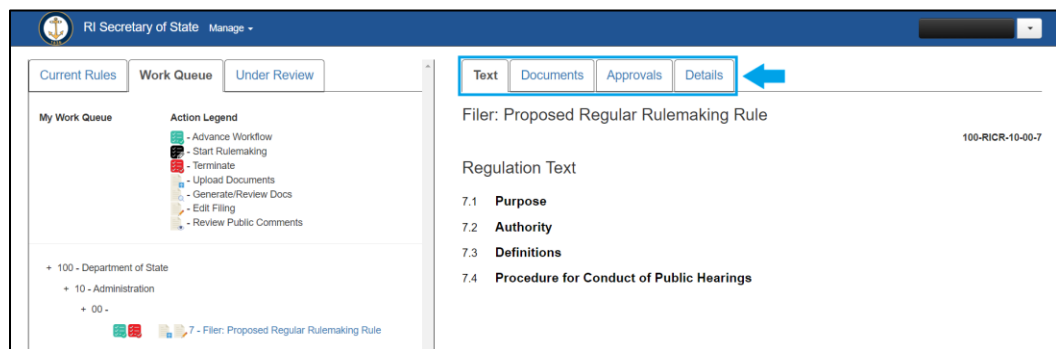 RI Secretary of State Manage
Current Rules Work Queue Under Review
My Work Queue Action Legend
- Advance Workflow
- Start Rulemaking
- Terminate
- Upload Documents
- Generate/Review Docs
- Edit Filing
- Review Public Comments
+ 100 - Department of State
+ 10 - Administration
+ 00 -
7 - Filer: Proposed Regular Rulemaking Rule
Text Documents Approvals Details
Filer: Proposed Regular Rulemaking Rule
100-RICR-10-00-7
Regulation Text
7.1 Purpose
7.2 Authority
7.3 Definitions
7.4 Procedure for Conduct of Public Hearings